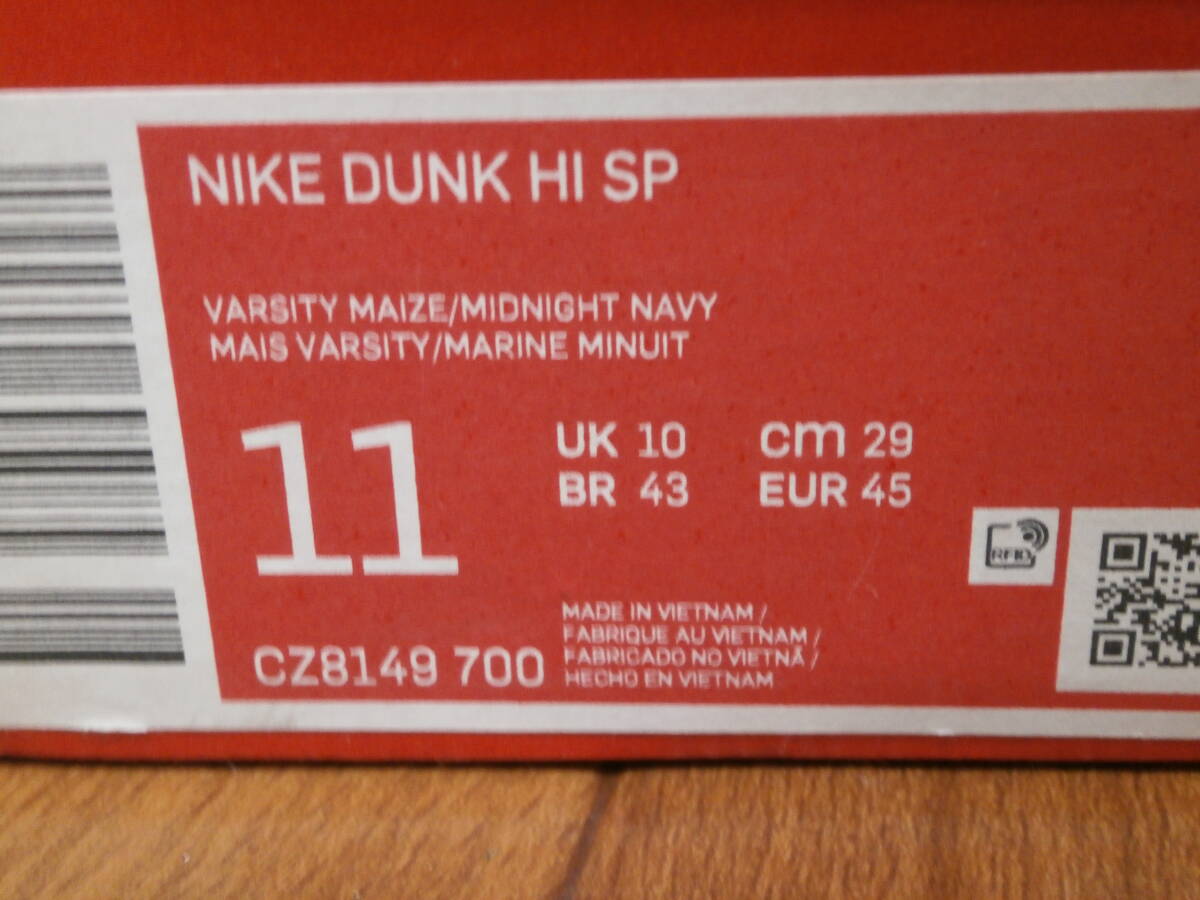 NIKE DUNK HI SP
VARSITY MAIZE/MIDNIGHT NAVY
MAIS VARSITY/MARINE MINUIT
11
UK 10 cm 29
BR 43 EUR 45
RFID
CZ8149 700
MADE IN VIETNAM /
FABRIQUE AU VIETNAM /
FABRICADO NO VIETNÃ /
HECHO EN VIETNAM